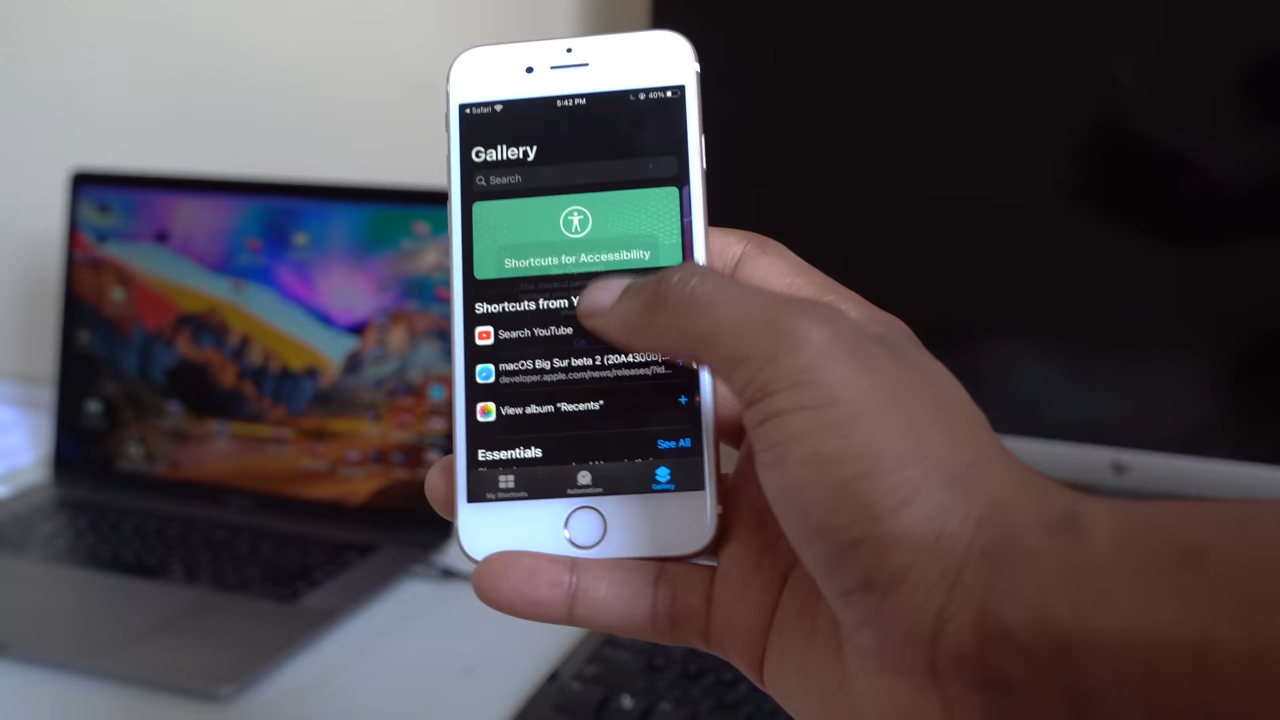 Safari
5:42 PM
40%
Gallery
Search
Shortcuts for Accessibility
Shortcuts from Y
Search YouTube
macOS Big Sur beta 2 (20A4300b)...
developer.apple.com/news/releases/?id...
View album "Recents"
Essentials
See All
My Shortcuts
Automation
Gallery